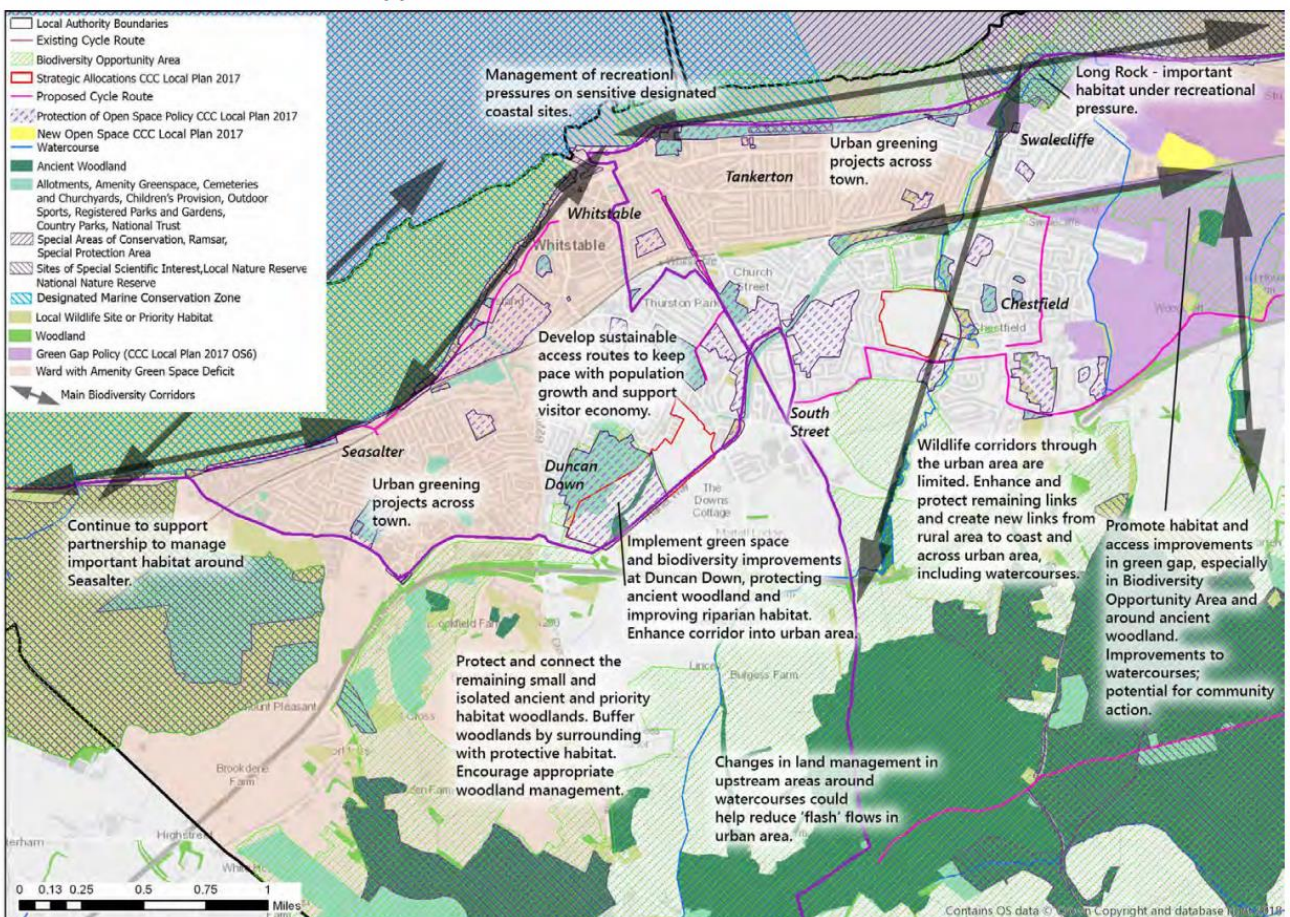 Local Authority Boundaries
Existing Cycle Route
Biodiversity Opportunity Area
Strategic Allocations CCC Local Plan 2017
Proposed Cycle Route
Protection of Open Space Policy CCC Local Plan 2017
New Open Space CCC Local Plan 2017
Watercourse
Ancient Woodland
Allotments, Amenity Greenspace, Cemeteries
and Churchyards, Children's Provision, Outdoor
Sports, Registered Parks and Gardens,
Country Parks, National Trust
Special Areas of Conservation, Ramsar,
Special Protection Area
Sites of Special Scientific Interest,Local Nature Reserve
National Nature Reserve
Designated Marine Conservation Zone
Local Wildlife Site or Priority Habitat
Woodland
Green Gap Policy (CCC Local Plan 2017 OS6)
Ward with Amenity Green Space Deficit
Main Biodiversity Corridors
Management of recreationl
pressures on sensitive designated
coastal sites.
Long Rock - important
habitat under recreational
pressure.
Swalecliffe
Urban greening
projects across
town.
Tankerton
Whitstable
Whitstable
Church
Street
Thurston Park
Chestfield
Chestfield
Develop sustainable
access routes to keep
pace with population
growth and support
visitor economy.
South
Street
Seasalter
Duncan
Down
Urban greening
projects across
town.
The
Downs
Cottage
Wildlife corridors through
the urban area are
limited. Enhance and
protect remaining links
and create new links from
rural area to coast and
across urban area,
including watercourses.
Continue to support
partnership to manage
important habitat around
Seasalter.
Implement green space
and biodiversity improvements
at Duncan Down, protecting
ancient woodland and
improving riparian habitat.
Enhance corridor into urban area.
Promote habitat and
access improvements
in green gap, especially
in Biodiversity
Opportunity Area and
around ancient
woodland.
Improvements to
watercourses;
potential for community
action.
Protect and connect the
remaining small and
isolated ancient and priority
habitat woodlands. Buffer
woodlands by surrounding
with protective habitat.
Encourage appropriate
woodland management.
Burgess Farm
Changes in land management in
upstream areas around
watercourses could
help reduce 'flash' flows in
urban area.
Mount Pleasant
Farm
Highstreet
0 0.13 0.25 0.5 0.75 1
Miles
Contains OS data © Crown Copyright and database